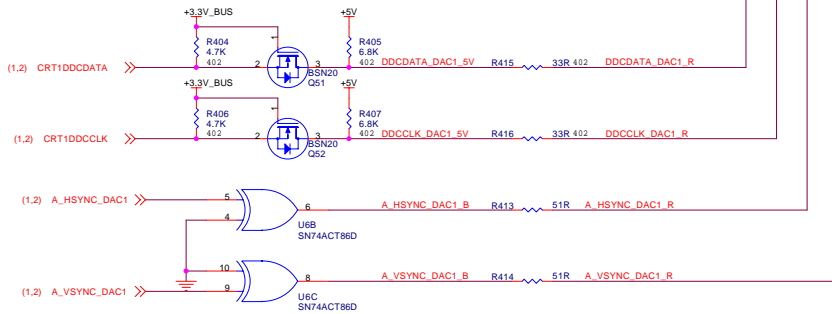 +3.3V_BUS +5V
R404 4.7K 402
1
R405 6.8K 402
(1,2) CRT1DDCDATA 2 3 DDCDATA_DAC1_5V R415 33R 402 DDCDATA_DAC1_R
BSN20
Q51
+3.3V_BUS +5V
R406 4.7K 402
1
R407 6.8K 402
(1,2) CRT1DDCCLK 2 3 DDCCLK_DAC1_5V R416 33R 402 DDCCLK_DAC1_R
BSN20
Q52
(1,2) A_HSYNC_DAC1 5 4 6 A_HSYNC_DAC1_B R413 51R A_HSYNC_DAC1_R
U6B
SN74ACT86D
(1,2) A_VSYNC_DAC1 10 9 8 A_VSYNC_DAC1_B R414 51R A_VSYNC_DAC1_R
U6C
SN74ACT86D